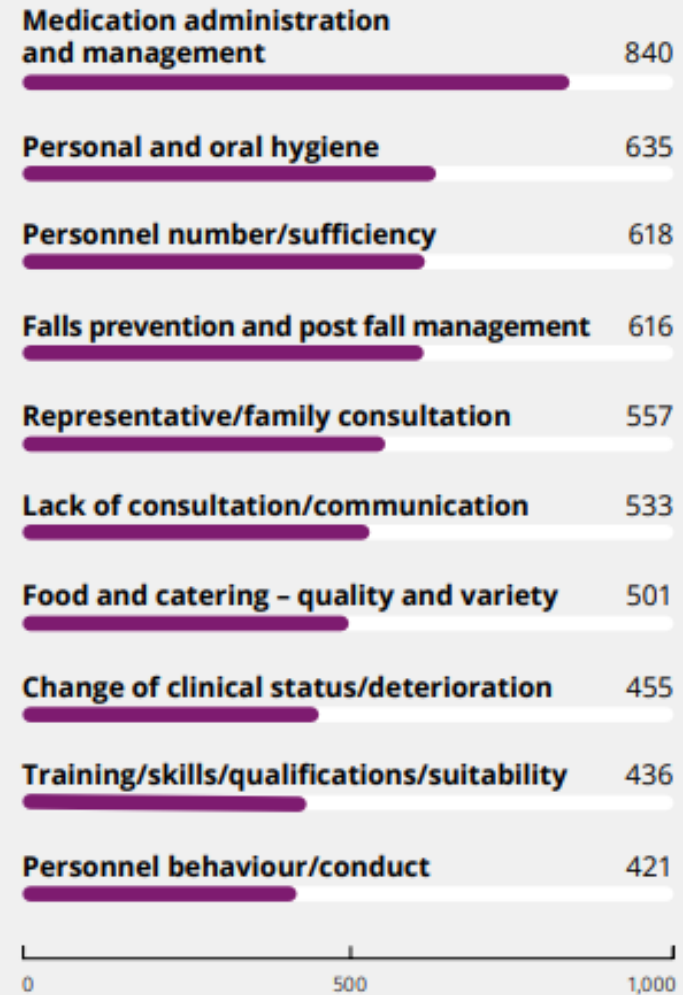 Medication administration
and management 840
Personal and oral hygiene 635
Personnel number/sufficiency 618
Falls prevention and post fall management 616
Representative/family consultation 557
Lack of consultation/communication 533
Food and catering – quality and variety 501
Change of clinical status/deterioration 455
Training/skills/qualifications/suitability 436
Personnel behaviour/conduct 421
0 500 1,000